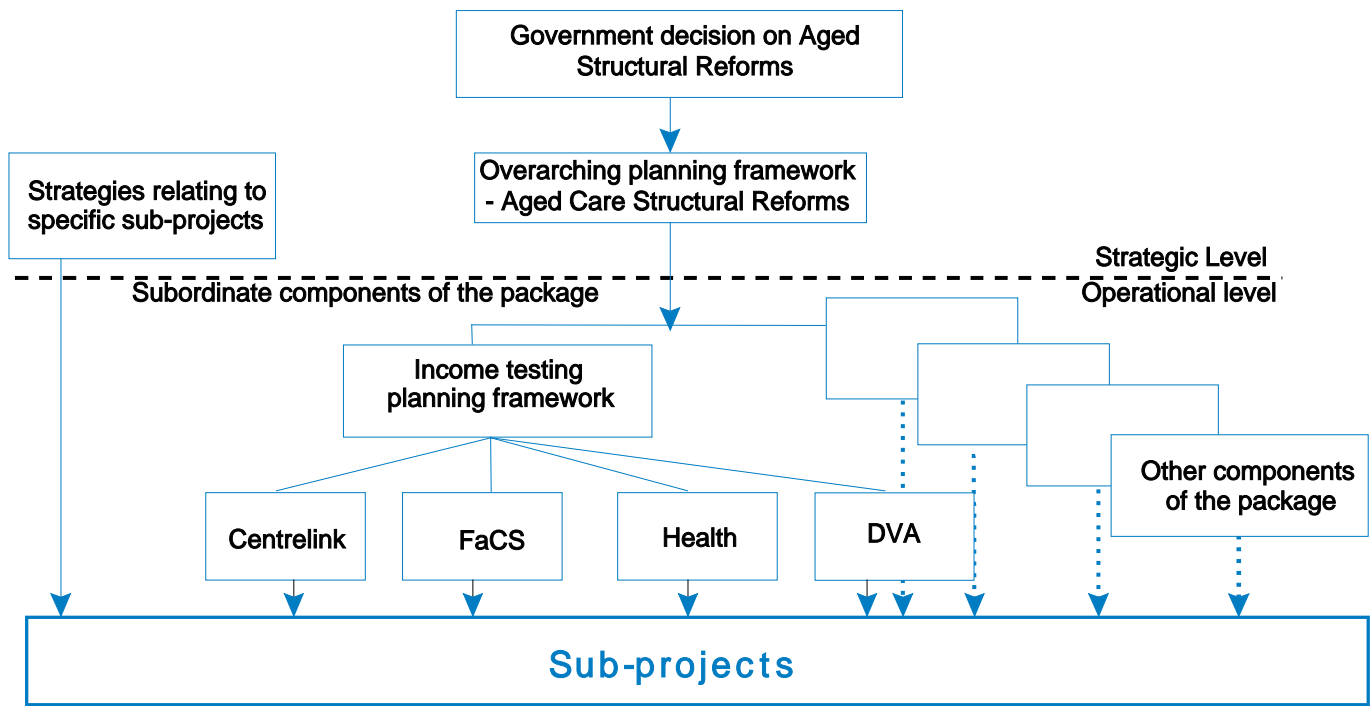 Government decision on Aged
Structural Reforms
Overarching planning framework
- Aged Care Structural Reforms
Strategies relating to
specific sub-projects
Strategic Level
Subordinate components of the package
Operational level
Income testing
planning framework
Other components
of the package
Centrelink
FaCS
Health
DVA
Sub-projects